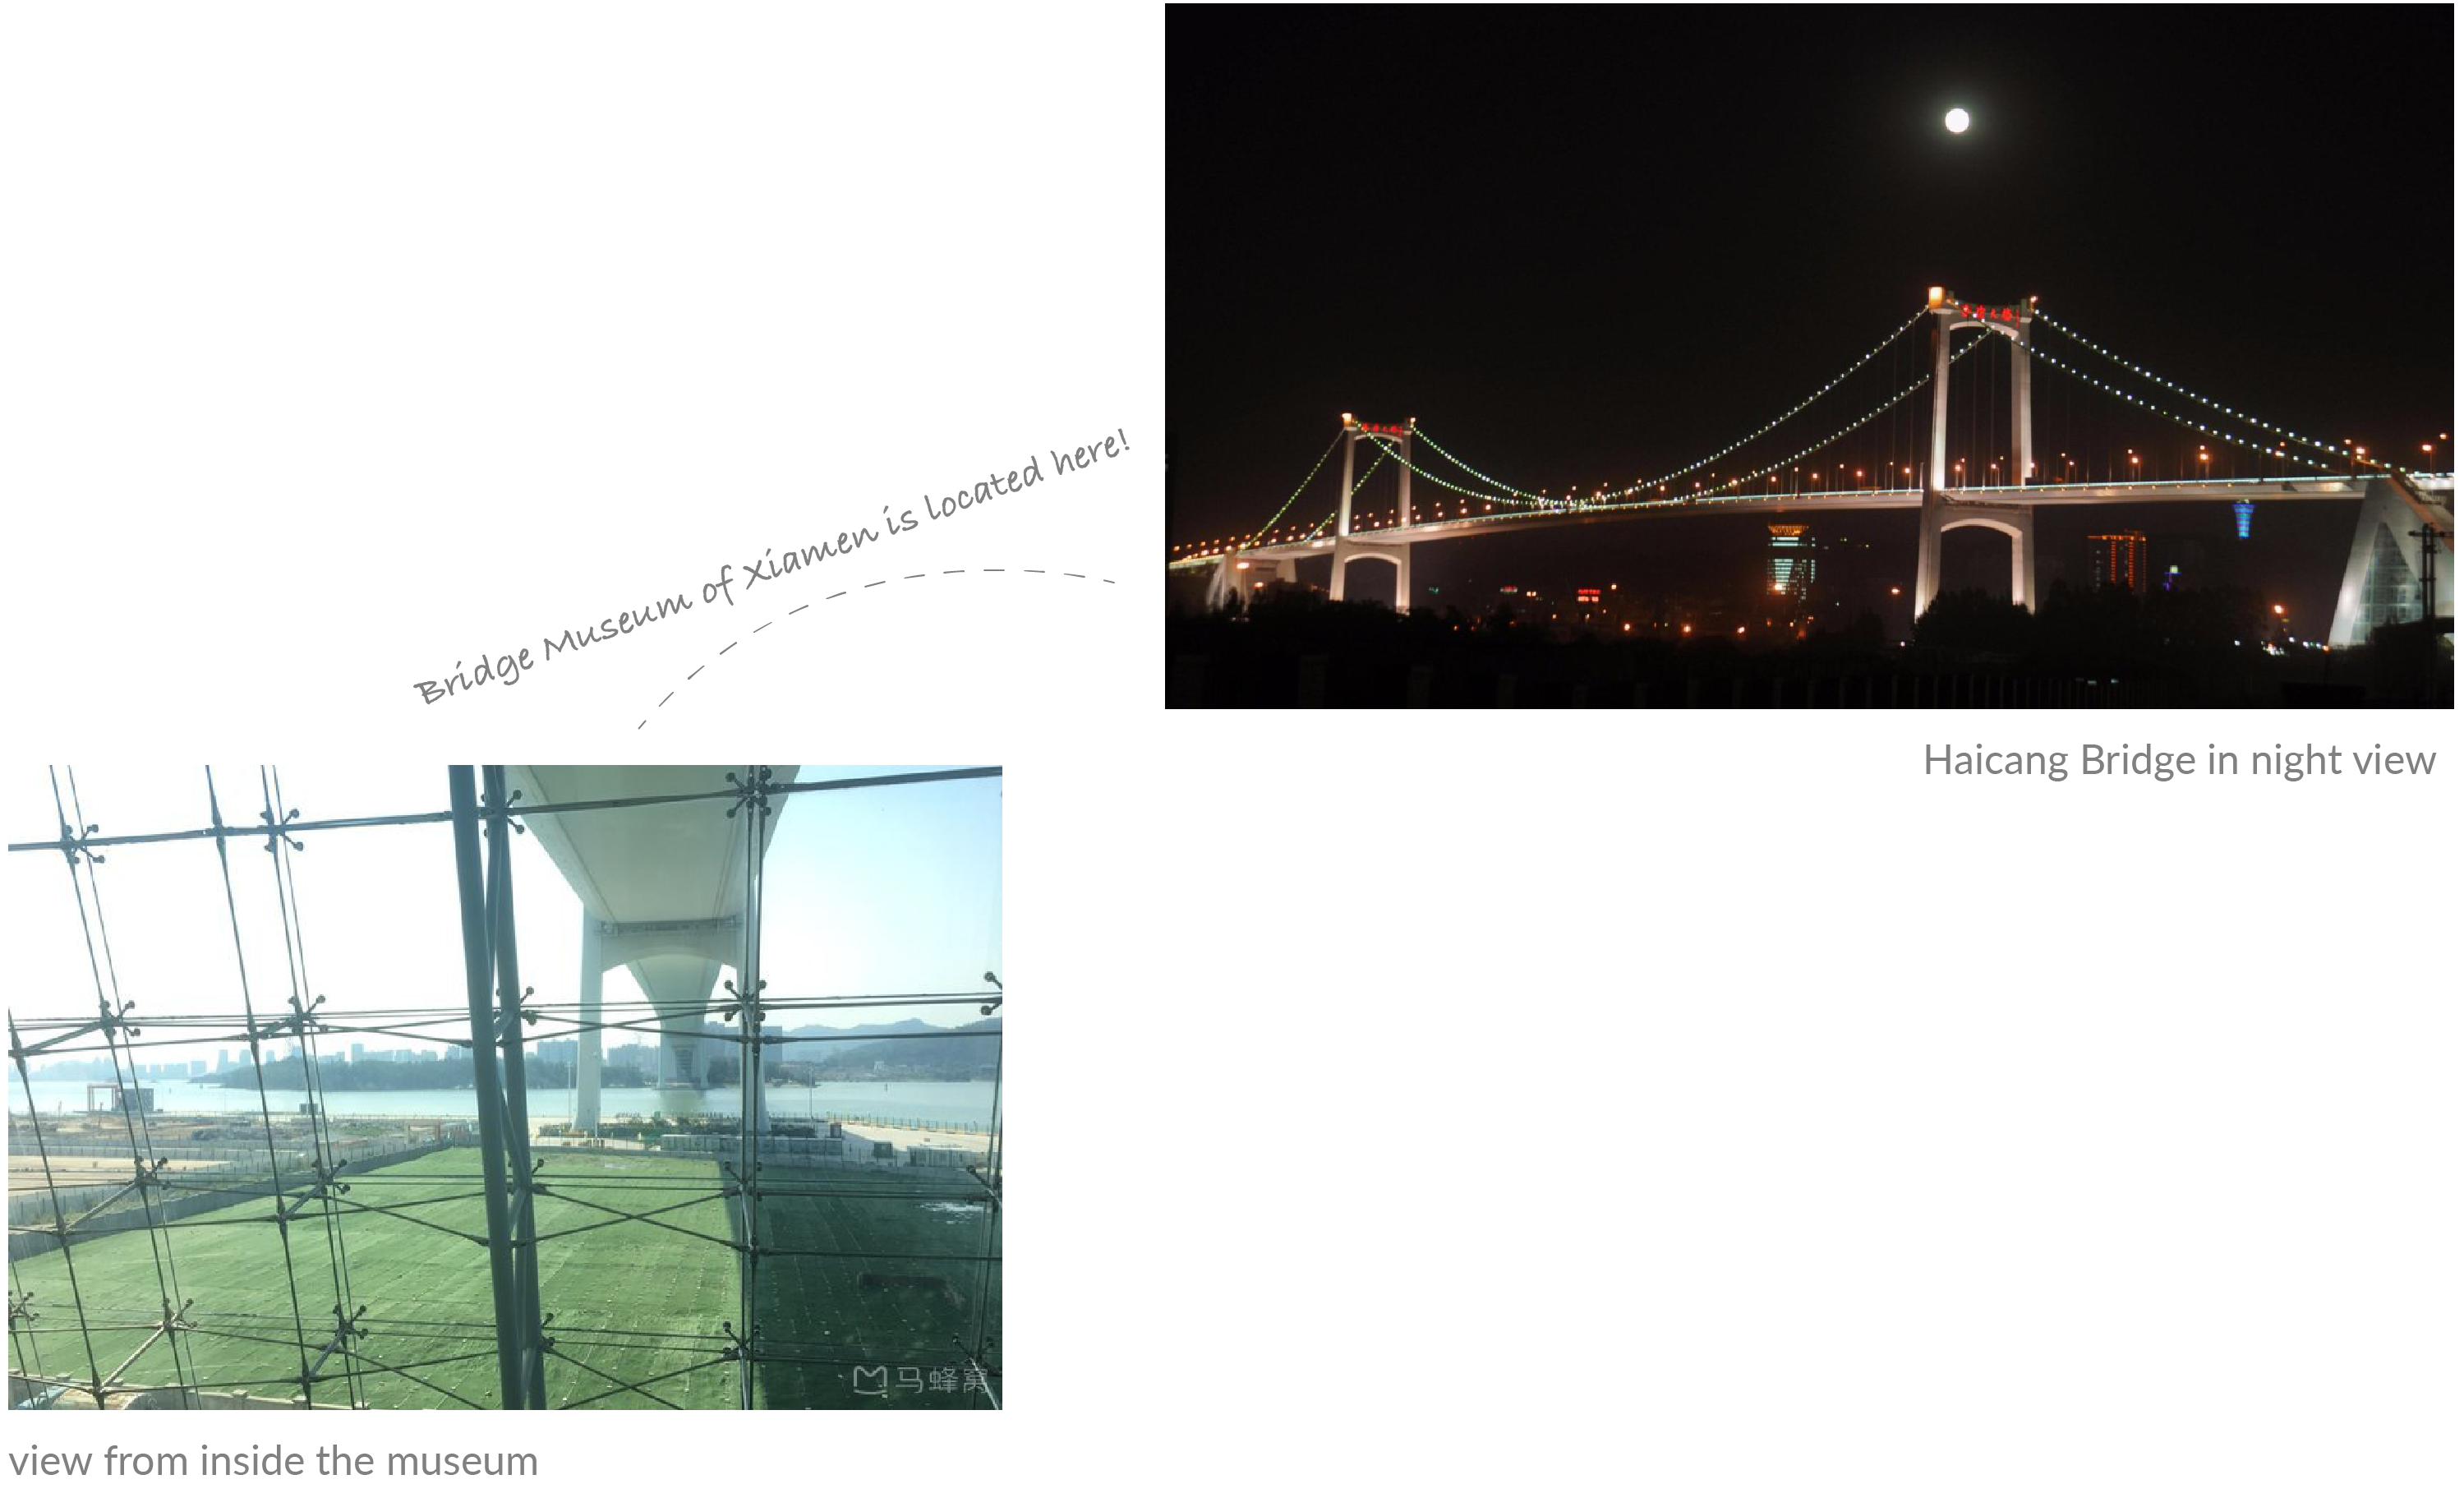 Bridge Museum of Xiamen is located here!
Haicang Bridge in night view
马蜂窝
view from inside the museum